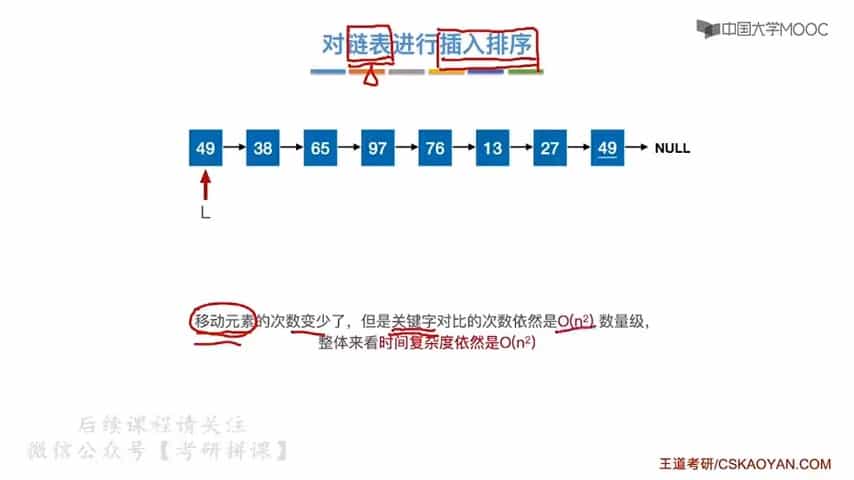 对链表进行插入排序
中国大学MOOC
49 38 65 97 76 13 27 49 NULL
L
移动元素的次数变少了，但是关键字对比的次数依然是O(n²) 数量级，
整体来看时间复杂度依然是O(n²)
后续课程请关注
微信公众号【考研拼课】
王道考研/CSKAOYAN.COM